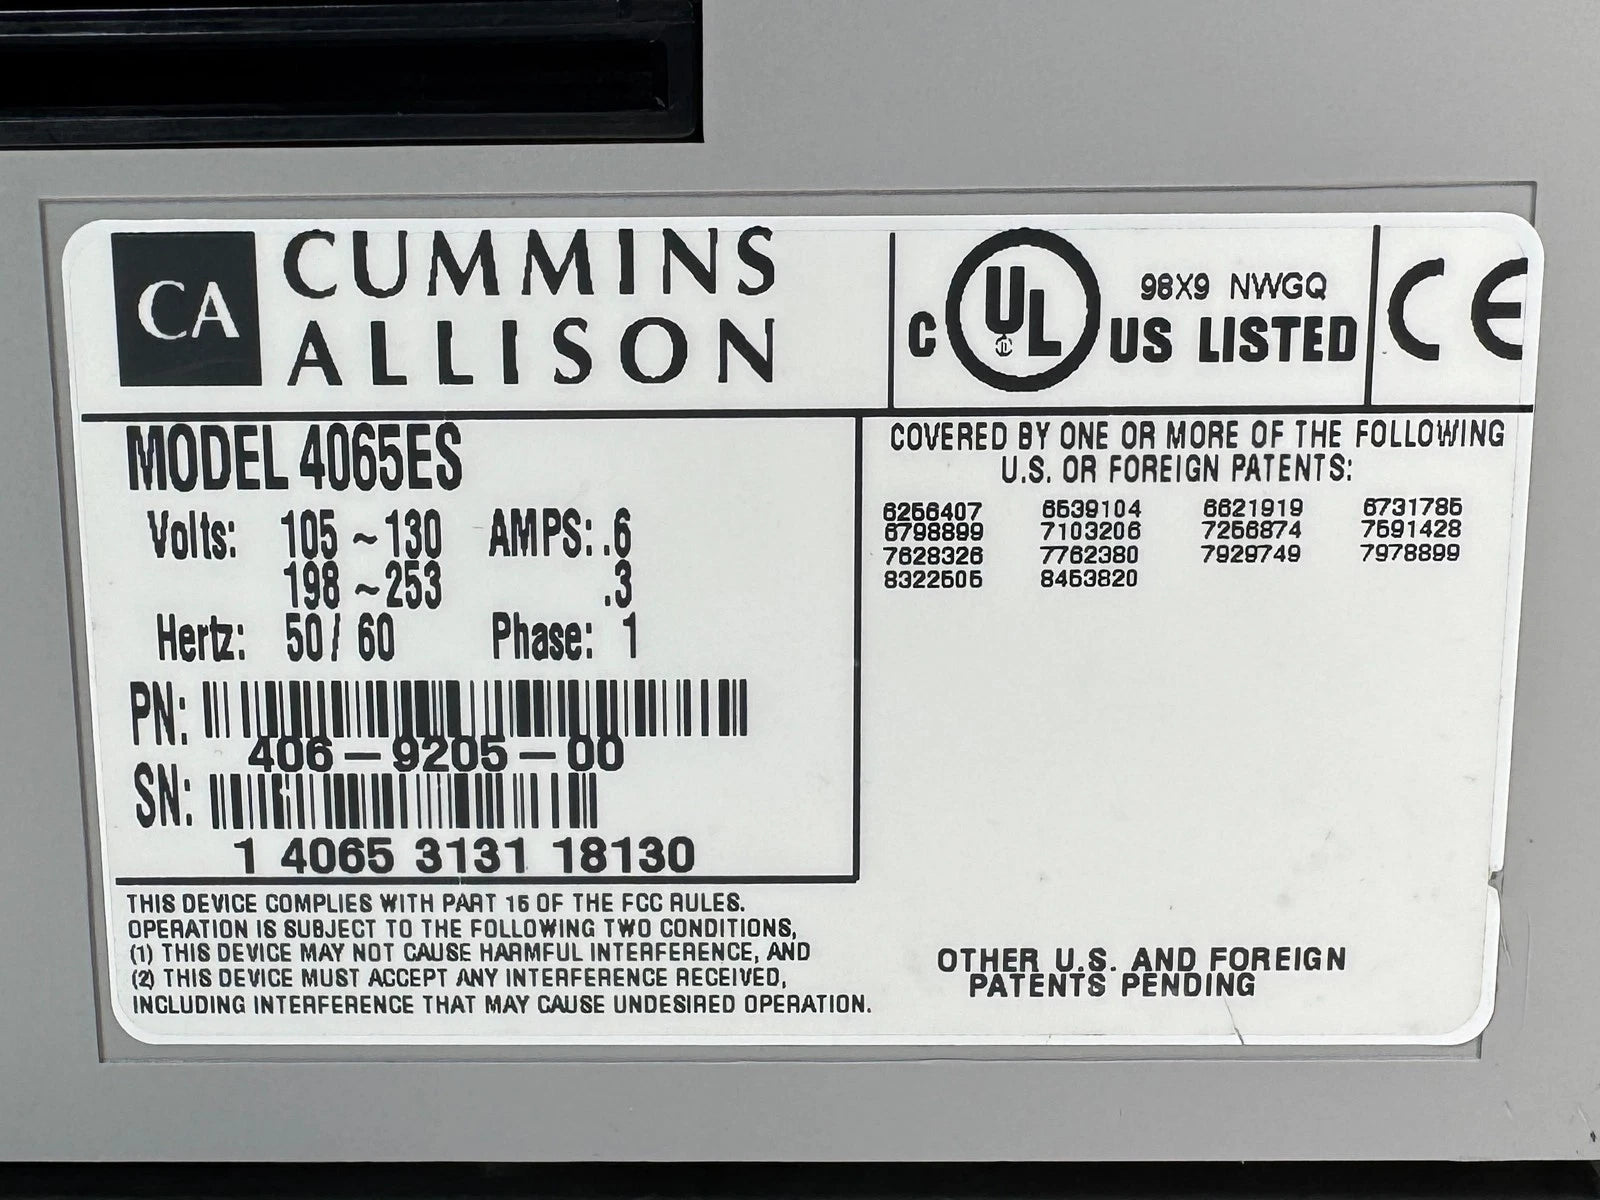 CA
CUMMINS
ALLISON
C UL 98X9 NWGQ
US LISTED
CE
MODEL 4065ES
Volts: 105 ~ 130 AMPS: .6
198 ~ 253 .3
Hertz: 50 / 60 Phase: 1
PN:
406 - 9205 - 00
SN:
1 4065 3131 18130
COVERED BY ONE OR MORE OF THE FOLLOWING
U.S. OR FOREIGN PATENTS:
6256407 6539104 6621919 6731785
6798899 7103206 7256874 7591428
7628326 7762380 7929749 7978899
8322505 8453820
OTHER U.S. AND FOREIGN
PATENTS PENDING
THIS DEVICE COMPLIES WITH PART 15 OF THE FCC RULES.
OPERATION IS SUBJECT TO THE FOLLOWING TWO CONDITIONS,
(1) THIS DEVICE MAY NOT CAUSE HARMFUL INTERFERENCE, AND
(2) THIS DEVICE MUST ACCEPT ANY INTERFERENCE RECEIVED,
INCLUDING INTERFERENCE THAT MAY CAUSE UNDESIRED OPERATION.